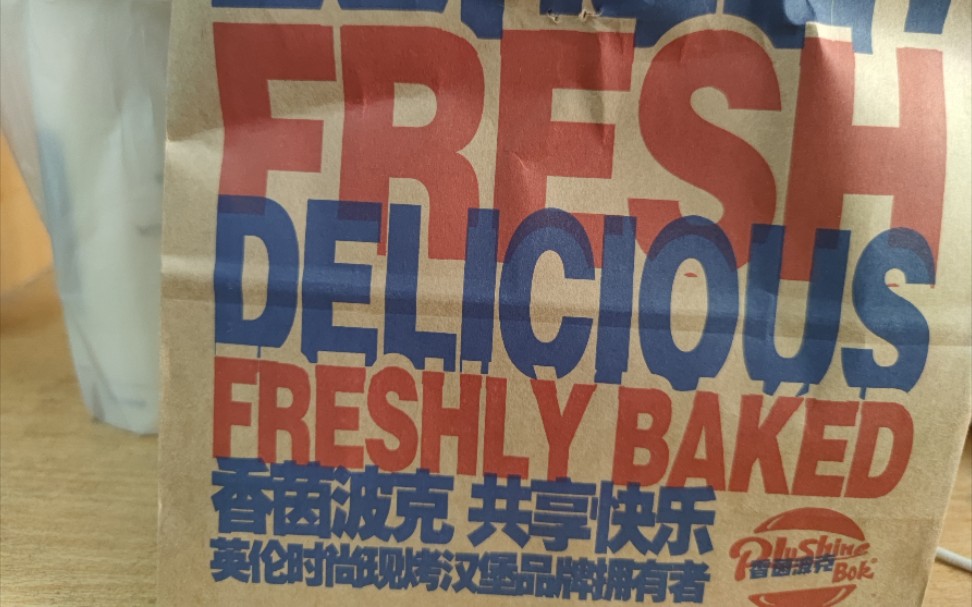 FRESH
DELICIOUS
FRESHLY BAKED
香茵波克 共享快乐
英伦时尚现烤汉堡品牌拥有者
PluShine
香茵波克
Bok